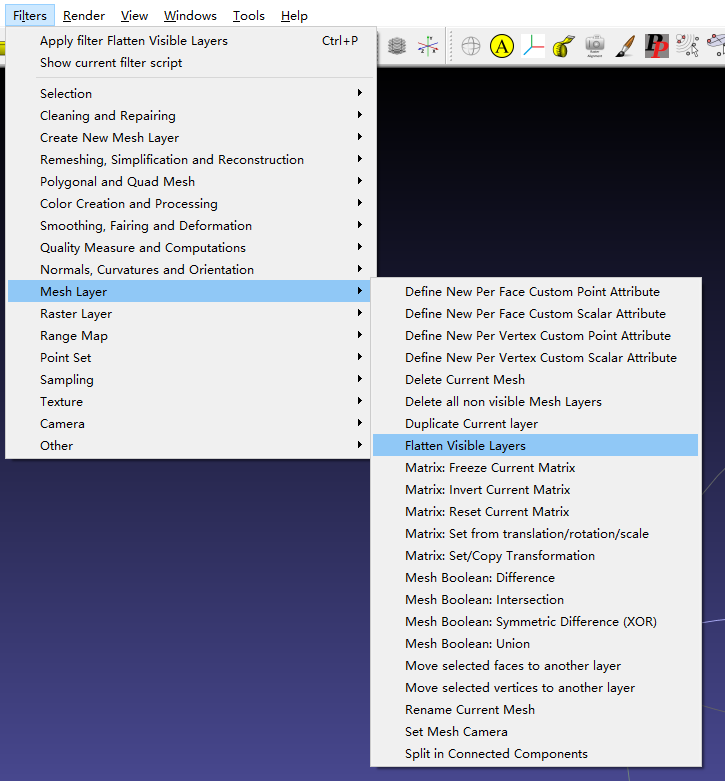 Filters Render View Windows Tools Help
Apply filter Flatten Visible Layers Ctrl+P
Show current filter script
A
PP
Selection
Cleaning and Repairing
Create New Mesh Layer
Remeshing, Simplification and Reconstruction
Polygonal and Quad Mesh
Color Creation and Processing
Smoothing, Fairing and Deformation
Quality Measure and Computations
Normals, Curvatures and Orientation
Mesh Layer
Raster Layer
Range Map
Point Set
Sampling
Texture
Camera
Other
Define New Per Face Custom Point Attribute
Define New Per Face Custom Scalar Attribute
Define New Per Vertex Custom Point Attribute
Define New Per Vertex Custom Scalar Attribute
Delete Current Mesh
Delete all non visible Mesh Layers
Duplicate Current layer
Flatten Visible Layers
Matrix: Freeze Current Matrix
Matrix: Invert Current Matrix
Matrix: Reset Current Matrix
Matrix: Set from translation/rotation/scale
Matrix: Set/Copy Transformation
Mesh Boolean: Difference
Mesh Boolean: Intersection
Mesh Boolean: Symmetric Difference (XOR)
Mesh Boolean: Union
Move selected faces to another layer
Move selected vertices to another layer
Rename Current Mesh
Set Mesh Camera
Split in Connected Components